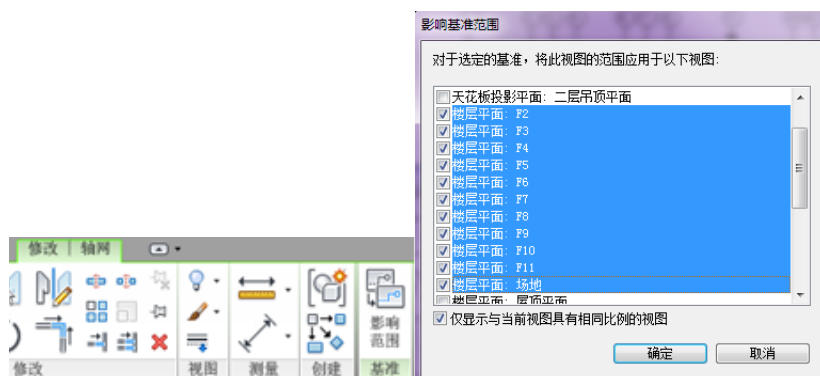 影响基准范围
对于选定的基准，将此视图的范围应用于以下视图：
天花板投影平面：二层吊顶平面
楼层平面：F2
楼层平面：F3
楼层平面：F4
楼层平面：F5
楼层平面：F6
楼层平面：F7
楼层平面：F8
楼层平面：F9
楼层平面：F10
楼层平面：F11
楼层平面：场地
楼层平面：屋顶平面
仅显示与当前视图具有相同比例的视图
确定 取消
修改 | 轴网
影响
范围
修改 视图 测量 创建 基准